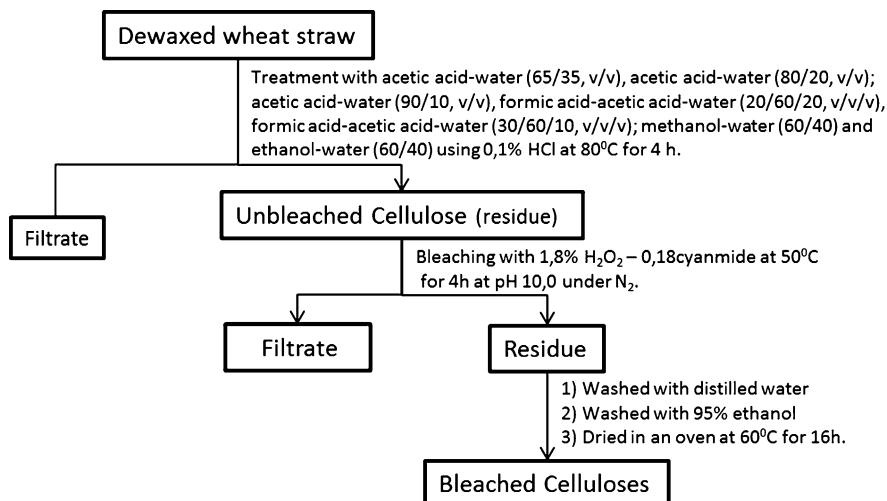 Dewaxed wheat straw
Treatment with acetic acid-water (65/35, v/v), acetic acid-water (80/20, v/v);
acetic acid-water (90/10, v/v), formic acid-acetic acid-water (20/60/20, v/v/v),
formic acid-acetic acid-water (30/60/10, v/v/v); methanol-water (60/40) and
ethanol-water (60/40) using 0,1% HCl at 80⁰C for 4 h.
Filtrate
Unbleached Cellulose (residue)
Bleaching with 1,8% H₂O₂ – 0,18cyanmide at 50⁰C
for 4h at pH 10,0 under N₂.
Filtrate
Residue
1) Washed with distilled water
2) Washed with 95% ethanol
3) Dried in an oven at 60⁰C for 16h.
Bleached Celluloses